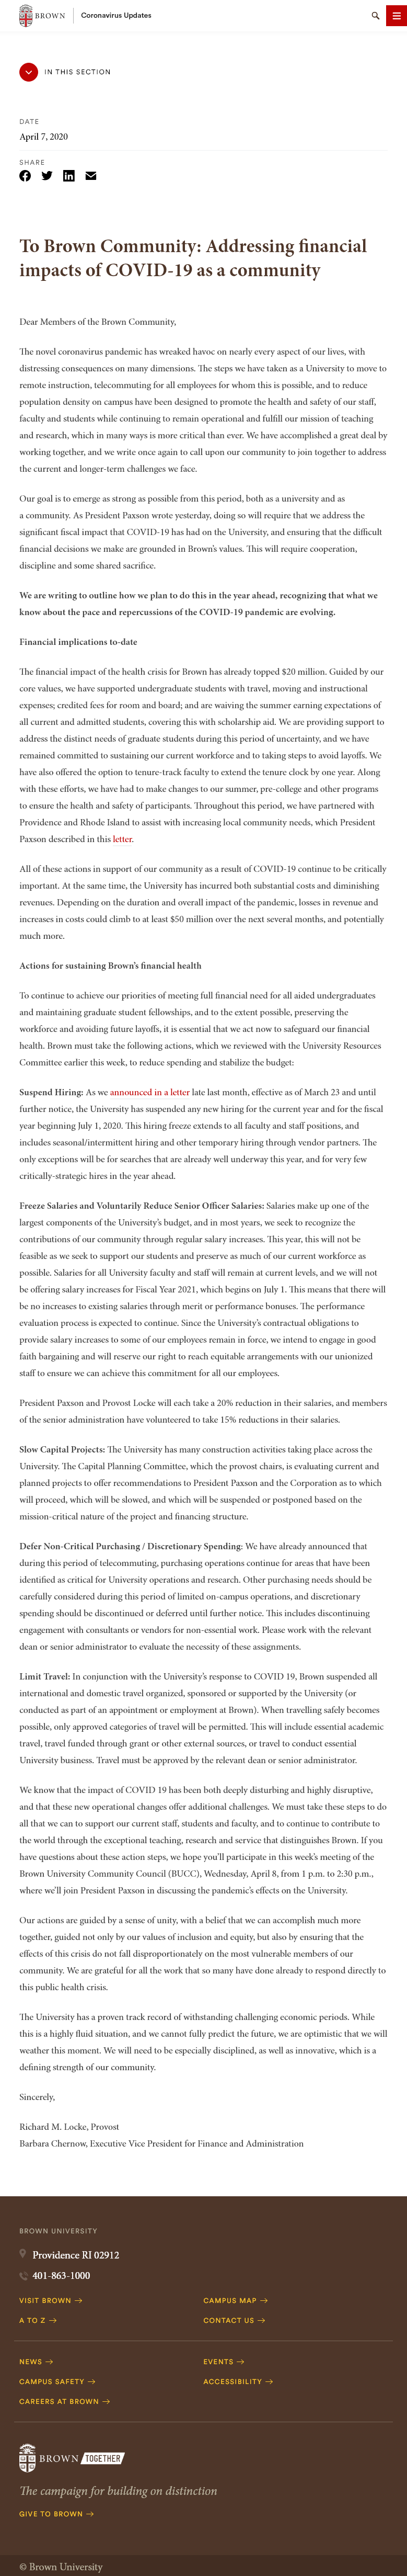 BROWN
Coronavirus Updates
IN THIS SECTION
DATE
April 7, 2020
SHARE
To Brown Community: Addressing financial
impacts of COVID-19 as a community
Dear Members of the Brown Community,
The novel coronavirus pandemic has wreaked havoc on nearly every aspect of our lives, with
distressing consequences on many dimensions. The steps we have taken as a University to move to
remote instruction, telecommuting for all employees for whom this is possible, and to reduce
population density on campus have been designed to promote the health and safety of our staff,
faculty and students while continuing to remain operational and fulfill our mission of teaching
and research, which in many ways is more critical than ever. We have accomplished a great deal by
working together, and we write once again to call upon our community to join together to address
the current and longer-term challenges we face.
Our goal is to emerge as strong as possible from this period, both as a university and as
a community. As President Paxson wrote yesterday, doing so will require that we address the
significant fiscal impact that COVID-19 has had on the University, and ensuring that the difficult
financial decisions we make are grounded in Brown’s values. This will require cooperation,
discipline and some shared sacrifice.
We are writing to outline how we plan to do this in the year ahead, recognizing that what we
know about the pace and repercussions of the COVID-19 pandemic are evolving.
Financial implications to-date
The financial impact of the health crisis for Brown has already topped $20 million. Guided by our
core values, we have supported undergraduate students with travel, moving and instructional
expenses; credited fees for room and board; and are waiving the summer earning expectations of
all current and admitted students, covering this with scholarship aid. We are providing support to
address the distinct needs of graduate students during this period of uncertainty, and we have
remained committed to sustaining our current workforce and to taking steps to avoid layoffs. We
have also offered the option to tenure-track faculty to extend the tenure clock by one year. Along
with these efforts, we have had to make changes to our summer, pre-college and other programs
to ensure the health and safety of participants. Throughout this period, we have partnered with
Providence and Rhode Island to assist with increasing local community needs, which President
Paxson described in this letter.
All of these actions in support of our community as a result of COVID-19 continue to be critically
important. At the same time, the University has incurred both substantial costs and diminishing
revenues. Depending on the duration and overall impact of the pandemic, losses in revenue and
increases in costs could climb to at least $50 million over the next several months, and potentially
much more.
Actions for sustaining Brown’s financial health
To continue to achieve our priorities of meeting full financial need for all aided undergraduates
and maintaining graduate student fellowships, and to the extent possible, preserving the
workforce and avoiding future layoffs, it is essential that we act now to safeguard our financial
health. Brown must take the following actions, which we reviewed with the University Resources
Committee earlier this week, to reduce spending and stabilize the budget:
Suspend Hiring: As we announced in a letter late last month, effective as of March 23 and until
further notice, the University has suspended any new hiring for the current year and for the fiscal
year beginning July 1, 2020. This hiring freeze extends to all faculty and staff positions, and
includes seasonal/intermittent hiring and other temporary hiring through vendor partners. The
only exceptions will be for searches that are already well underway this year, and for very few
critically-strategic hires in the year ahead.
Freeze Salaries and Voluntarily Reduce Senior Officer Salaries: Salaries make up one of the
largest components of the University’s budget, and in most years, we seek to recognize the
contributions of our community through regular salary increases. This year, this will not be
feasible as we seek to support our students and preserve as much of our current workforce as
possible. Salaries for all University faculty and staff will remain at current levels, and we will not
be offering salary increases for Fiscal Year 2021, which begins on July 1. This means that there will
be no increases to existing salaries through merit or performance bonuses. The performance
evaluation process is expected to continue. Since the University’s contractual obligations to
provide salary increases to some of our employees remain in force, we intend to engage in good
faith bargaining and will reserve our right to reach equitable arrangements with our unionized
staff to ensure we can achieve this commitment for all our employees.
President Paxson and Provost Locke will each take a 20% reduction in their salaries, and members
of the senior administration have volunteered to take 15% reductions in their salaries.
Slow Capital Projects: The University has many construction activities taking place across the
University. The Capital Planning Committee, which the provost chairs, is evaluating current and
planned projects to offer recommendations to President Paxson and the Corporation as to which
will proceed, which will be slowed, and which will be suspended or postponed based on the
mission-critical nature of the project and financing structure.
Defer Non-Critical Purchasing / Discretionary Spending: We have already announced that
during this period of telecommuting, purchasing operations continue for areas that have been
identified as critical for University operations and research. Other purchasing needs should be
carefully considered during this period of limited on-campus operations, and discretionary
spending should be discontinued or deferred until further notice. This includes discontinuing
engagement with consultants or vendors for non-essential work. Please work with the relevant
dean or senior administrator to evaluate the necessity of these assignments.
Limit Travel: In conjunction with the University’s response to COVID 19, Brown suspended all
international and domestic travel organized, sponsored or supported by the University (or
conducted as part of an appointment or employment at Brown). When travelling safely becomes
possible, only approved categories of travel will be permitted. This will include essential academic
travel, travel funded through grant or other external sources, or travel to conduct essential
University business. Travel must be approved by the relevant dean or senior administrator.
We know that the impact of COVID 19 has been both deeply disturbing and highly disruptive,
and that these new operational changes offer additional challenges. We must take these steps to do
all that we can to support our current staff, students and faculty, and to continue to contribute to
the world through the exceptional teaching, research and service that distinguishes Brown. If you
have questions about these action steps, we hope you’ll participate in this week’s meeting of the
Brown University Community Council (BUCC), Wednesday, April 8, from 1 p.m. to 2:30 p.m.,
where we’ll join President Paxson in discussing the pandemic’s effects on the University.
Our actions are guided by a sense of unity, with a belief that we can accomplish much more
together, guided not only by our values of inclusion and equity, but also by ensuring that the
effects of this crisis do not fall disproportionately on the most vulnerable members of our
community. We are grateful for all the work that so many have done already to respond directly to
this public health crisis.
The University has a proven track record of withstanding challenging economic periods. While
this is a highly fluid situation, and we cannot fully predict the future, we are optimistic that we will
weather this moment. We will need to be especially disciplined, as well as innovative, which is a
defining strength of our community.
Sincerely,
Richard M. Locke, Provost
Barbara Chernow, Executive Vice President for Finance and Administration
BROWN UNIVERSITY
Providence RI 02912
401-863-1000
VISIT BROWN
CAMPUS MAP
A TO Z
CONTACT US
NEWS
EVENTS
CAMPUS SAFETY
ACCESSIBILITY
CAREERS AT BROWN
BROWN TOGETHER
The campaign for building on distinction
GIVE TO BROWN
© Brown University